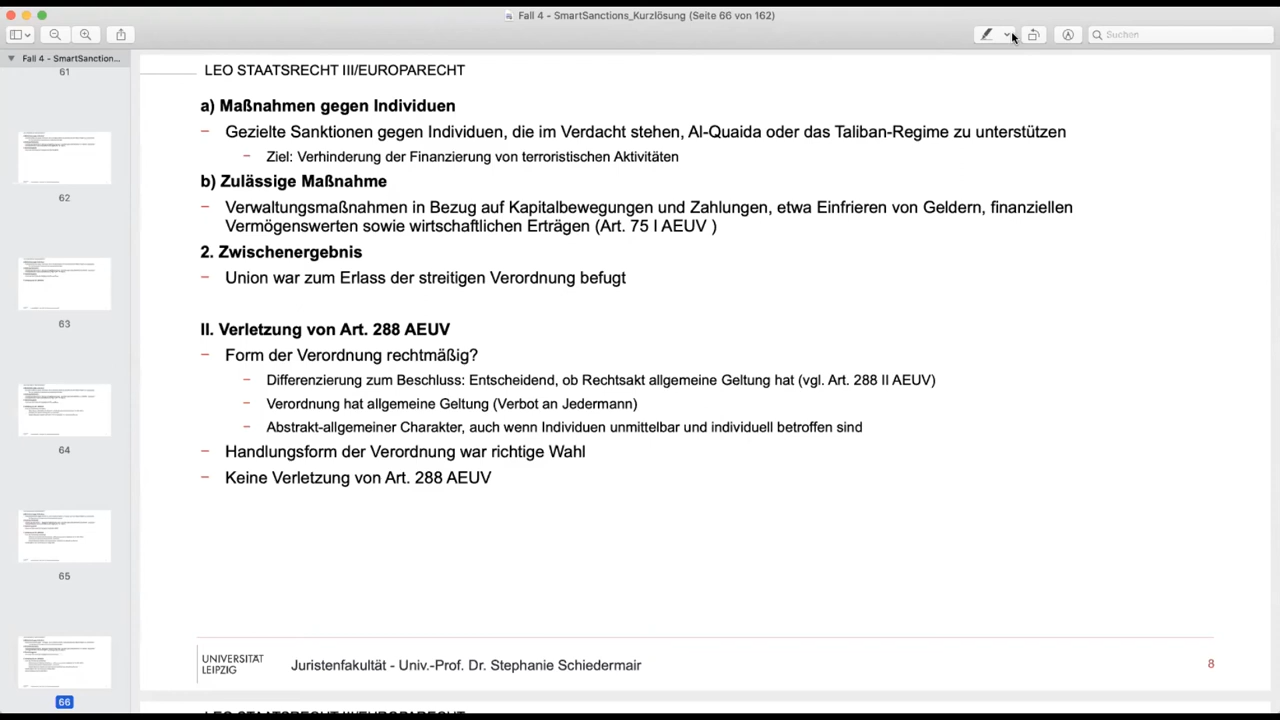 Fall 4 - SmartSanctions_Kurzlösung (Seite 66 von 162)
Suchen
Fall 4 - SmartSanction...
61
62
63
64
65
66
LEO STAATSRECHT III/EUROPARECHT
a) Maßnahmen gegen Individuen
– Gezielte Sanktionen gegen Individuen, die im Verdacht stehen, Al-Quaida oder das Taliban-Regime zu unterstützen
– Ziel: Verhinderung der Finanzierung von terroristischen Aktivitäten
b) Zulässige Maßnahme
– Verwaltungsmaßnahmen in Bezug auf Kapitalbewegungen und Zahlungen, etwa Einfrieren von Geldern, finanziellen
Vermögenswerten sowie wirtschaftlichen Erträgen (Art. 75 I AEUV )
2. Zwischenergebnis
– Union war zum Erlass der streitigen Verordnung befugt
II. Verletzung von Art. 288 AEUV
– Form der Verordnung rechtmäßig?
– Differenzierung zum Beschluss: Entscheidend, ob Rechtsakt allgemeine Geltung hat (vgl. Art. 288 II AEUV)
– Verordnung hat allgemeine Geltung (Verbot an Jedermann)
– Abstrakt-allgemeiner Charakter, auch wenn Individuen unmittelbar und individuell betroffen sind
– Handlungsform der Verordnung war richtige Wahl
– Keine Verletzung von Art. 288 AEUV
UNIVERSITÄT
LEIPZIG
Juristenfakultät - Univ.-Prof. Dr. Stephanie Schiedermair
8